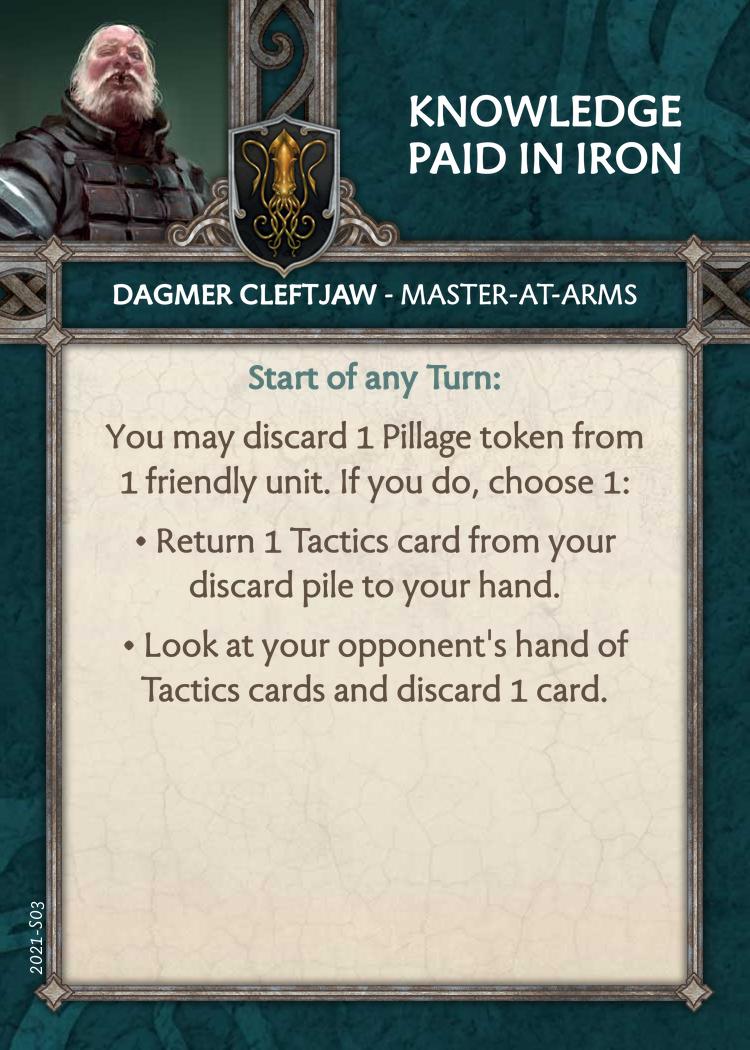 KNOWLEDGE
PAID IN IRON
DAGMER CLEFTJAW - MASTER-AT-ARMS
Start of any Turn:
You may discard 1 Pillage token from
1 friendly unit. If you do, choose 1:
• Return 1 Tactics card from your
discard pile to your hand.
• Look at your opponent's hand of
Tactics cards and discard 1 card.
2021-S03